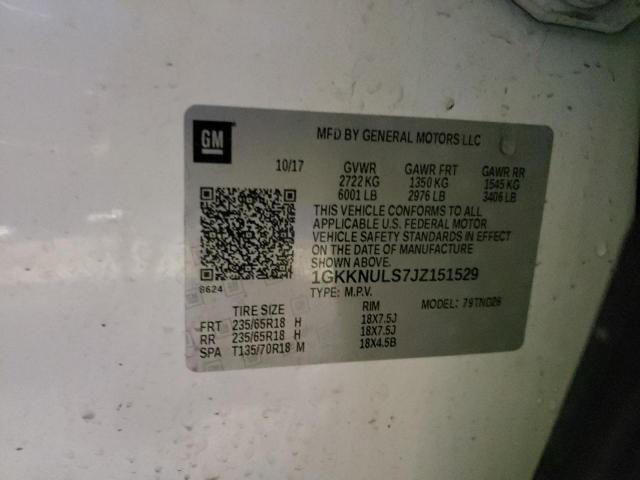 GM
MFD BY GENERAL MOTORS LLC
10/17 GVWR GAWR FRT GAWR RR
2722 KG 1350 KG 1545 KG
6001 LB 2976 LB 3406 LB
THIS VEHICLE CONFORMS TO ALL
APPLICABLE U.S. FEDERAL MOTOR
VEHICLE SAFETY STANDARDS IN EFFECT
ON THE DATE OF MANUFACTURE
SHOWN ABOVE.
8624
1GKKNULS7JZ151529
TYPE: M.P.V. MODEL: 79TND26
TIRE SIZE RIM
FRT 235/65R18 H 18X7.5J
RR 235/65R18 H 18X7.5J
SPA T135/70R18 M 18X4.5B